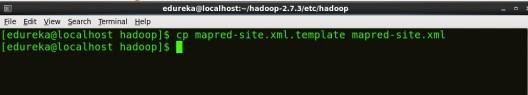 edureka@localhost:~/hadoop-2.7.3/etc/hadoop
File Edit View Search Terminal Help
[edureka@localhost hadoop]$ cp mapred-site.xml.template mapred-site.xml
[edureka@localhost hadoop]$